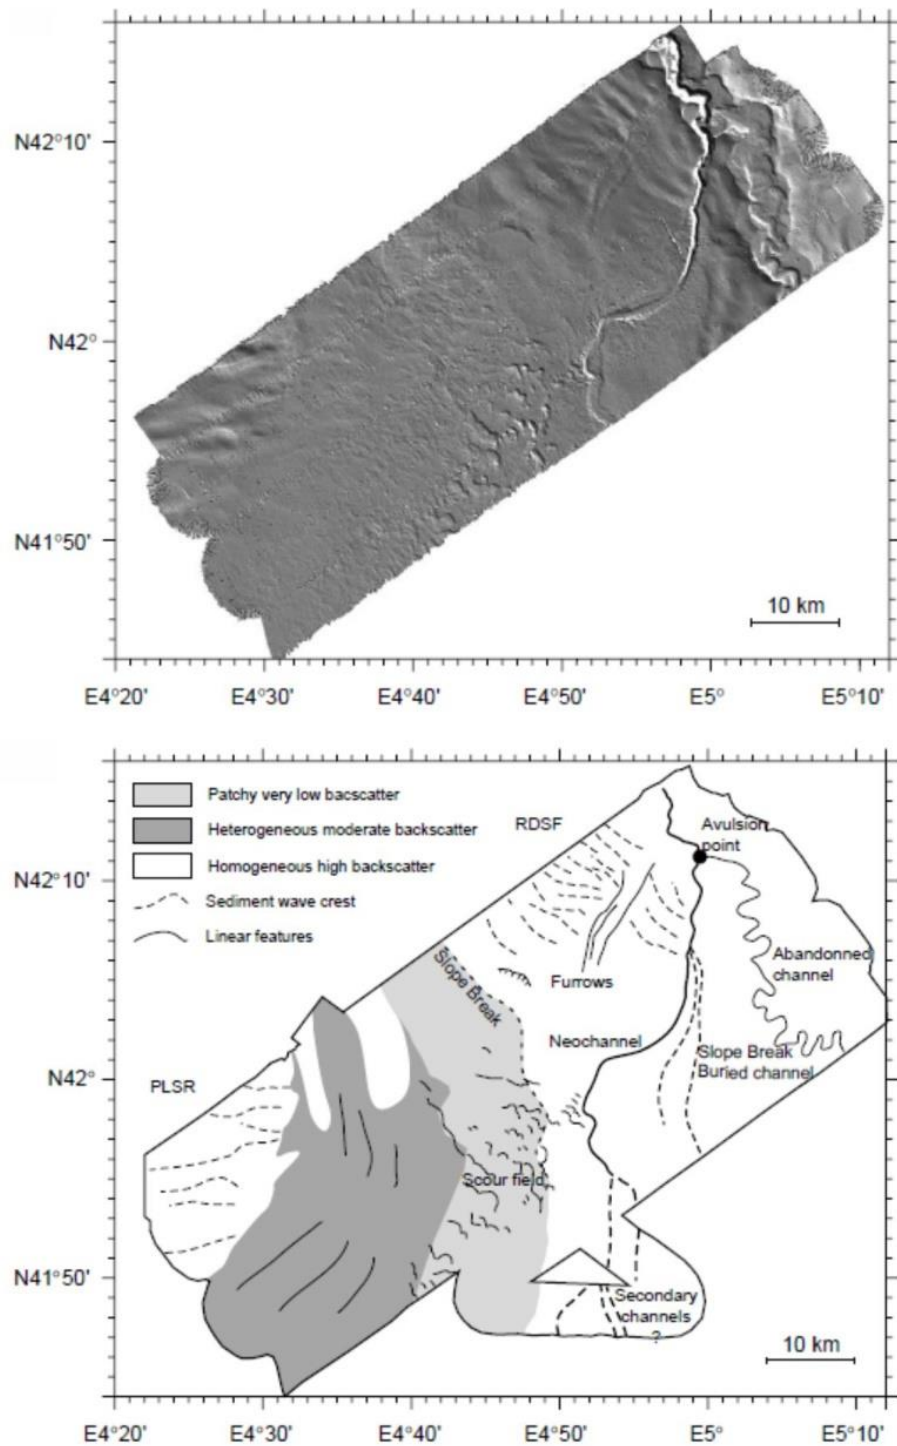 N42°10'
N42°
N41°50'
10 km
E4°20'
E4°30'
E4°40'
E4°50'
E5°
E5°10'
Patchy very low bacscatter
Heterogeneous moderate backscatter
Homogeneous high backscatter
Sediment wave crest
Linear features
RDSF
Avulsion
point
N42°10'
Slope Break
Furrows
Abandonned
channel
Neochannel
Slope Break
Buried channel
N42°
PLSR
Scour field
N41°50'
Secondary
channels
?
10 km
E4°20'
E4°30'
E4°40'
E4°50'
E5°
E5°10'